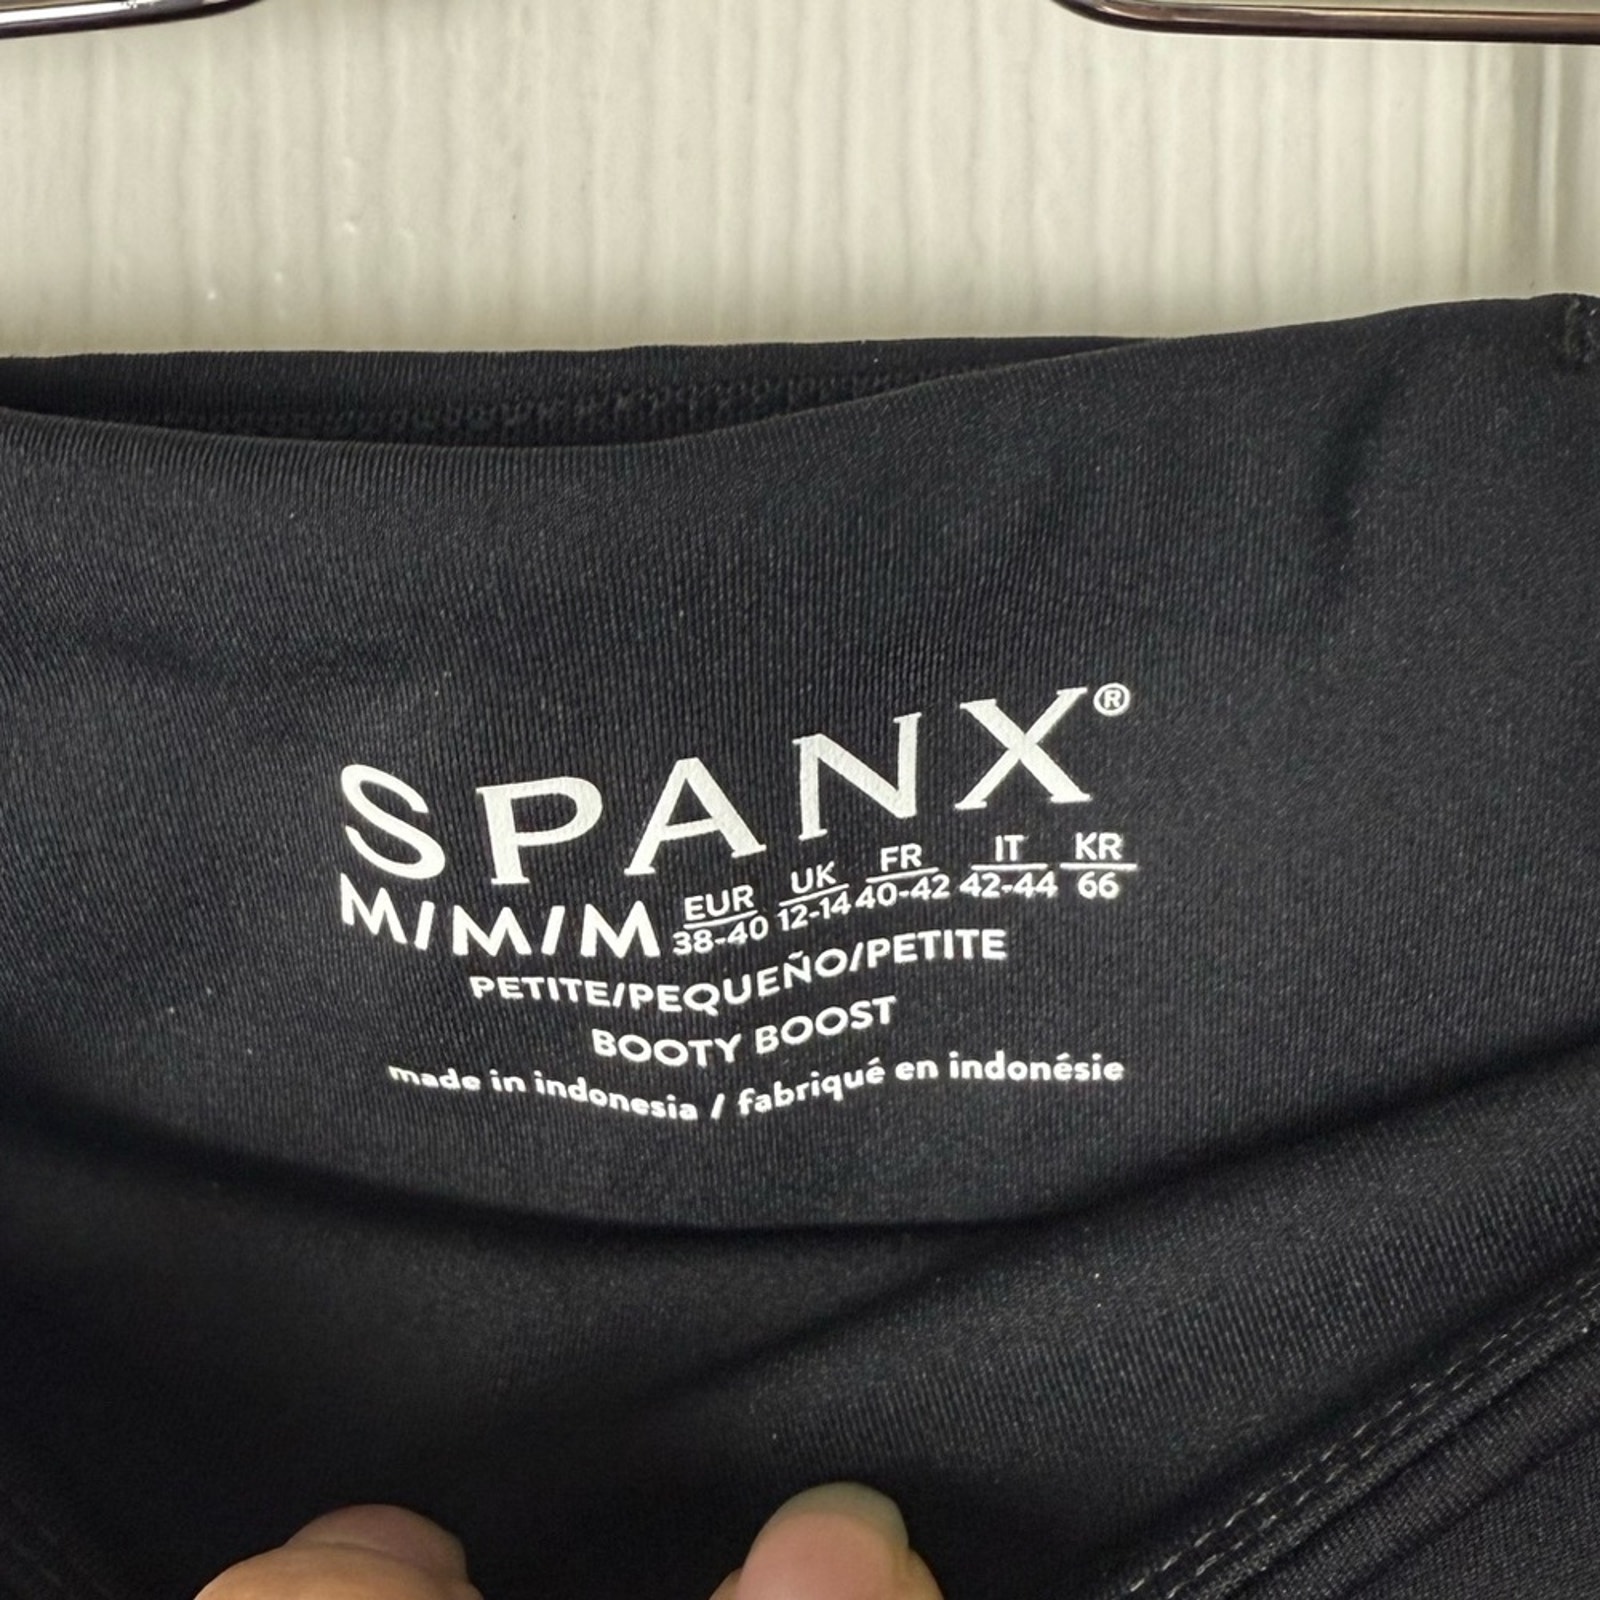 SPANX®
M/M/M EUR 38-40 UK 12-14 FR 40-42 IT 42-44 KR 66
PETITE/PEQUEÑO/PETITE
BOOTY BOOST
made in indonesia / fabriqué en indonésie